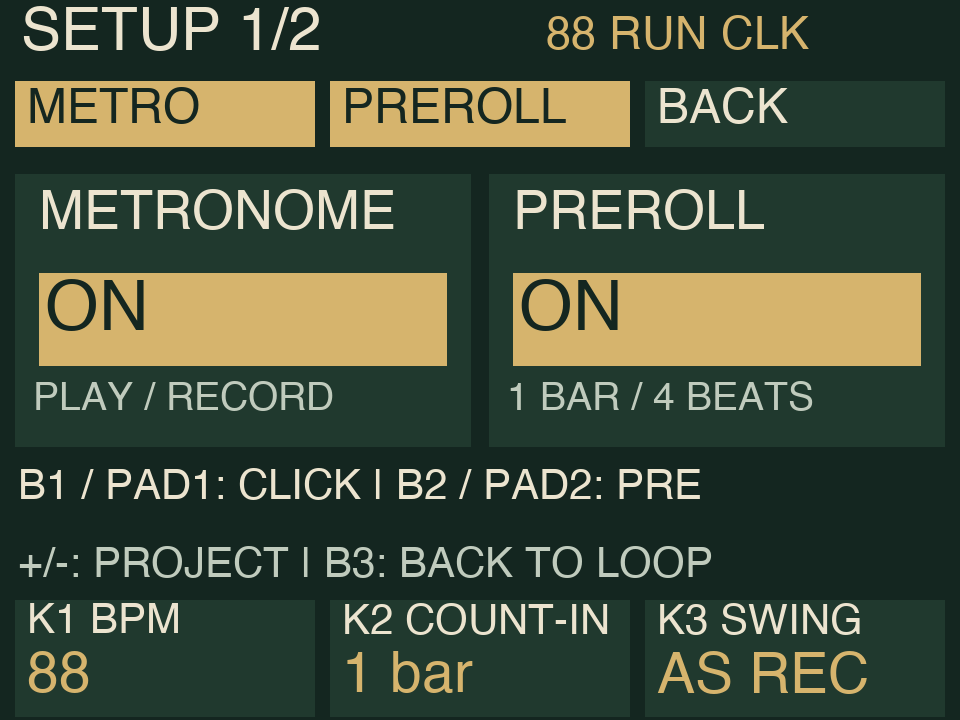 SETUP 1/2
88 RUN CLK
METRO
PREROLL
BACK
METRONOME
ON
PLAY / RECORD
PREROLL
ON
1 BAR / 4 BEATS
B1 / PAD1: CLICK | B2 / PAD2: PRE
+/-: PROJECT | B3: BACK TO LOOP
K1 BPM
88
K2 COUNT-IN
1 bar
K3 SWING
AS REC